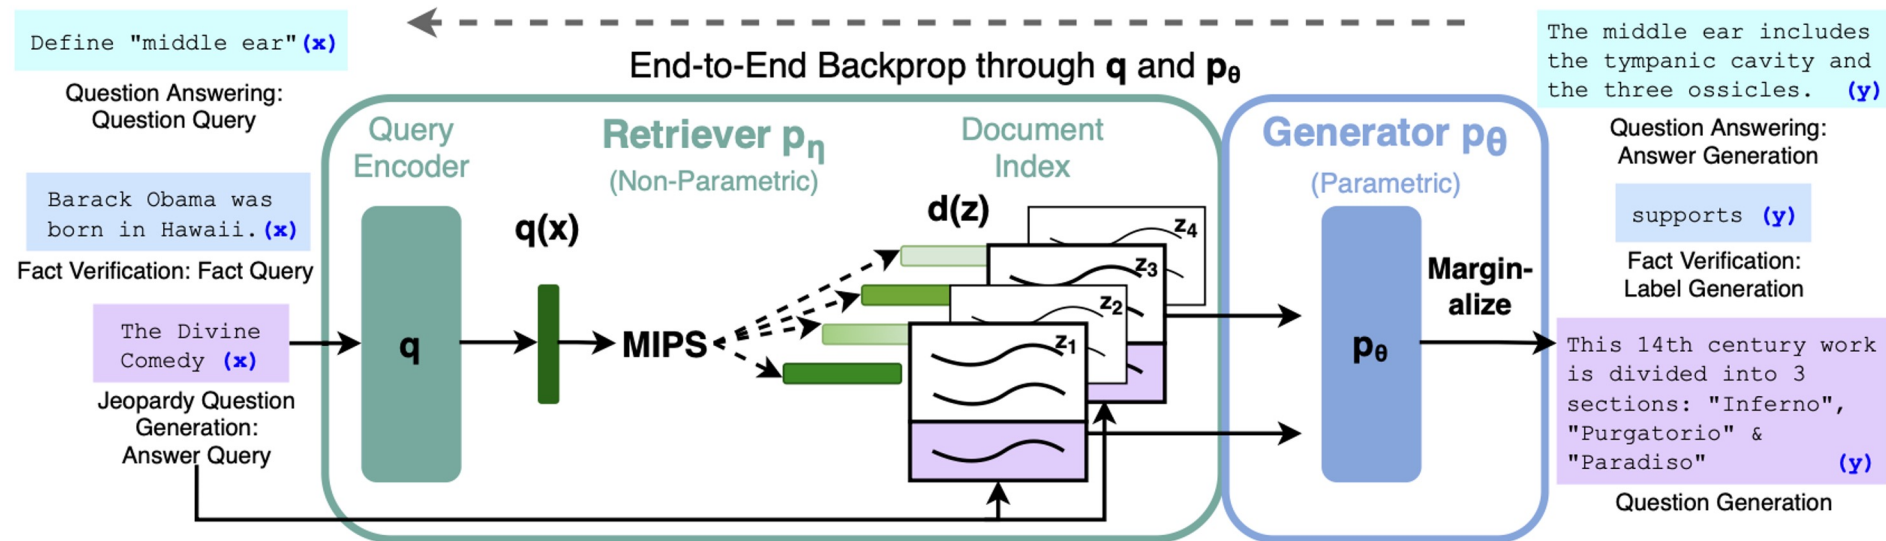 Define "middle ear"(x)
Question Answering:
Question Query
Barack Obama was
born in Hawaii.(x)
Fact Verification: Fact Query
The Divine
Comedy (x)
Jeopardy Question
Generation:
Answer Query
End-to-End Backprop through q and pθ
Query
Encoder
q
q(x)
Retriever pη
(Non-Parametric)
MIPS
Document
Index
d(z)
z4
z3
z2
z1
Generator pθ
(Parametric)
pθ
Margin-
alize
The middle ear includes
the tympanic cavity and
the three ossicles. (y)
Question Answering:
Answer Generation
supports (y)
Fact Verification:
Label Generation
This 14th century work
is divided into 3
sections: "Inferno",
"Purgatorio" &
"Paradiso" (y)
Question Generation